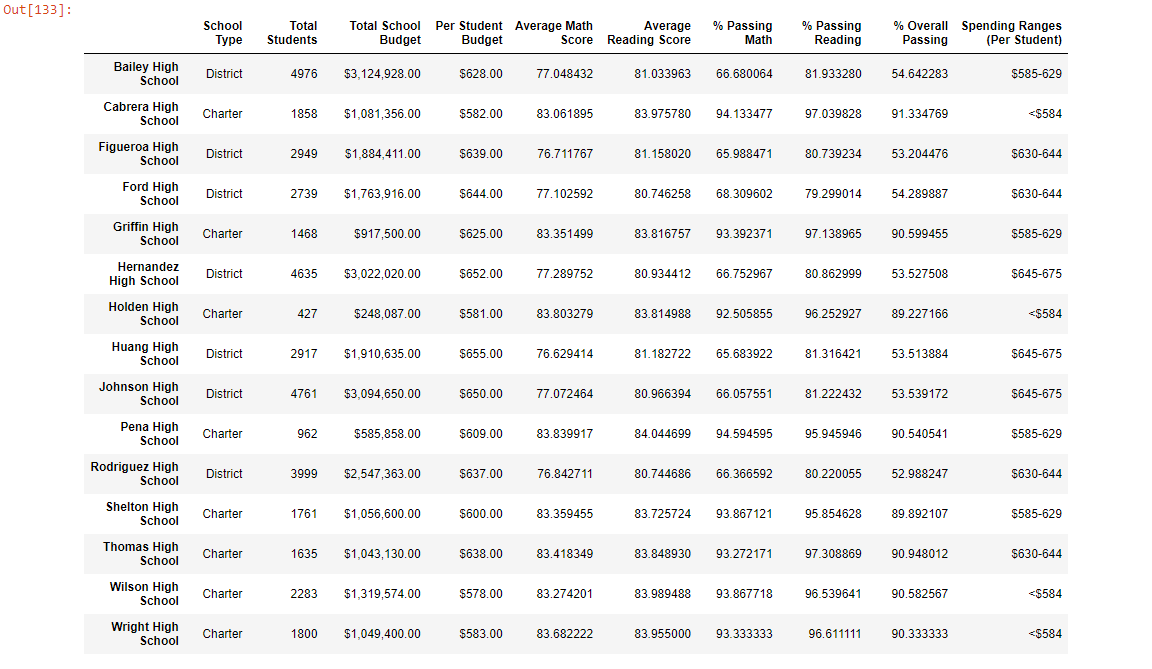 Out[133]:
School Type Total Students Total School Budget Per Student Budget Average Math Score Average Reading Score % Passing Math % Passing Reading % Overall Passing Spending Ranges (Per Student)
Bailey High School District 4976 $3,124,928.00 $628.00 77.048432 81.033963 66.680064 81.933280 54.642283 $585-629
Cabrera High School Charter 1858 $1,081,356.00 $582.00 83.061895 83.975780 94.133477 97.039828 91.334769 <$584
Figueroa High School District 2949 $1,884,411.00 $639.00 76.711767 81.158020 65.988471 80.739234 53.204476 $630-644
Ford High School District 2739 $1,763,916.00 $644.00 77.102592 80.746258 68.309602 79.299014 54.289887 $630-644
Griffin High School Charter 1468 $917,500.00 $625.00 83.351499 83.816757 93.392371 97.138965 90.599455 $585-629
Hernandez High School District 4635 $3,022,020.00 $652.00 77.289752 80.934412 66.752967 80.862999 53.527508 $645-675
Holden High School Charter 427 $248,087.00 $581.00 83.803279 83.814988 92.505855 96.252927 89.227166 <$584
Huang High School District 2917 $1,910,635.00 $655.00 76.629414 81.182722 65.683922 81.316421 53.513884 $645-675
Johnson High School District 4761 $3,094,650.00 $650.00 77.072464 80.966394 66.057551 81.222432 53.539172 $645-675
Pena High School Charter 962 $585,858.00 $609.00 83.839917 84.044699 94.594595 95.945946 90.540541 $585-629
Rodriguez High School District 3999 $2,547,363.00 $637.00 76.842711 80.744686 66.366592 80.220055 52.988247 $630-644
Shelton High School Charter 1761 $1,056,600.00 $600.00 83.359455 83.725724 93.867121 95.854628 89.892107 $585-629
Thomas High School Charter 1635 $1,043,130.00 $638.00 83.418349 83.848930 93.272171 97.308869 90.948012 $630-644
Wilson High School Charter 2283 $1,319,574.00 $578.00 83.274201 83.989488 93.867718 96.539641 90.582567 <$584
Wright High School Charter 1800 $1,049,400.00 $583.00 83.682222 83.955000 93.333333 96.611111 90.333333 <$584